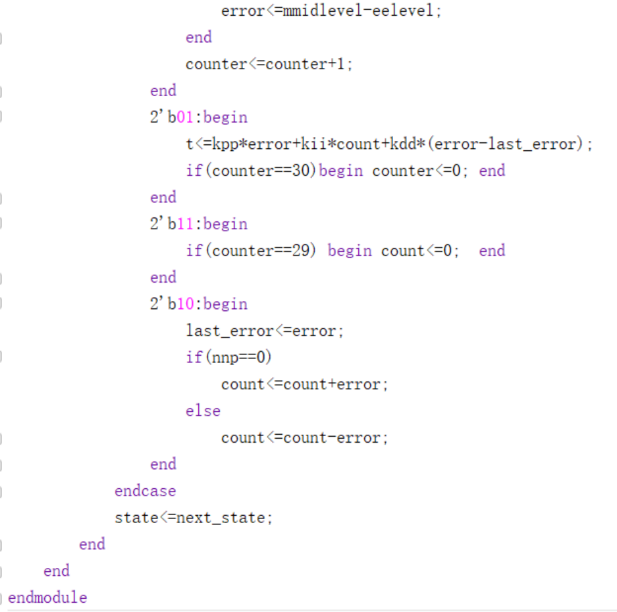 error<=mmidlevel-eelevel;
end
counter<=counter+1;
end
2'b01:begin
t<=kpp*error+kii*count+kdd*(error-last_error);
if(counter==30)begin counter<=0; end
end
2'b11:begin
if(counter==29) begin count<=0;  end
end
2'b10:begin
last_error<=error;
if(nnp==0)
count<=count+error;
else
count<=count-error;
end
endcase
state<=next_state;
end
end
endmodule